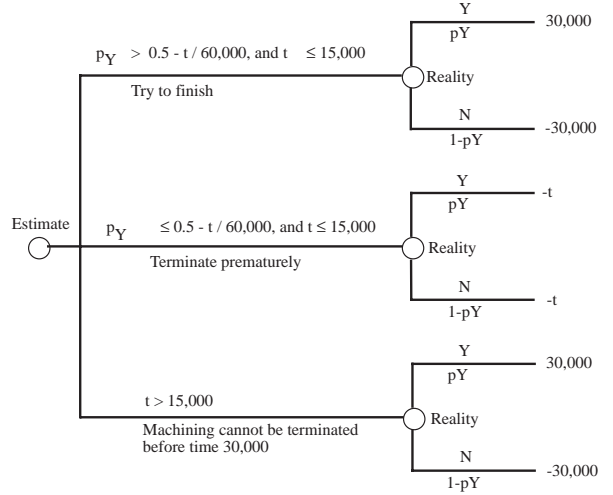 Y
30,000
pY
pY > 0.5 - t / 60,000, and t ≤ 15,000
Reality
Try to finish
N
-30,000
1-pY
Y
-t
pY
Estimate
pY ≤ 0.5 - t / 60,000, and t ≤ 15,000
Reality
Terminate prematurely
N
-t
1-pY
Y
30,000
pY
t > 15,000
Reality
Machining cannot be terminated
before time 30,000
N
-30,000
1-pY